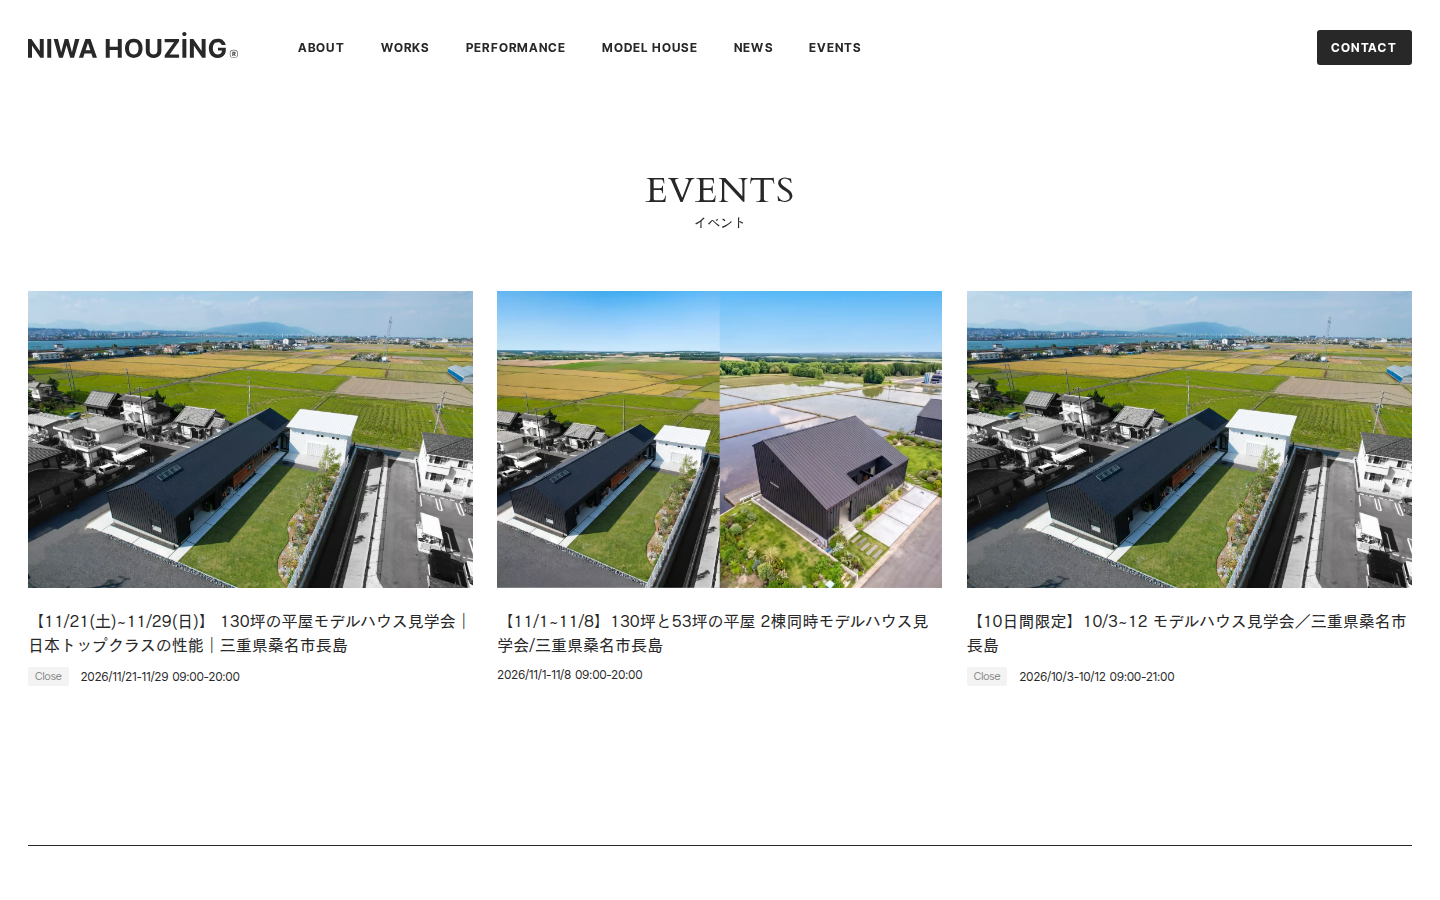 NIWA HOUZiNG®
ABOUT
WORKS
PERFORMANCE
MODEL HOUSE
NEWS
EVENTS
CONTACT
EVENTS
イベント
【11/21(土)~11/29(日)】 130坪の平屋モデルハウス見学会｜
日本トップクラスの性能｜三重県桑名市長島
Close
2026/11/21-11/29 09:00-20:00
【11/1~11/8】130坪と53坪の平屋 2棟同時モデルハウス見
学会/三重県桑名市長島
2026/11/1-11/8 09:00-20:00
【10日間限定】10/3~12 モデルハウス見学会／三重県桑名市
長島
Close
2026/10/3-10/12 09:00-21:00